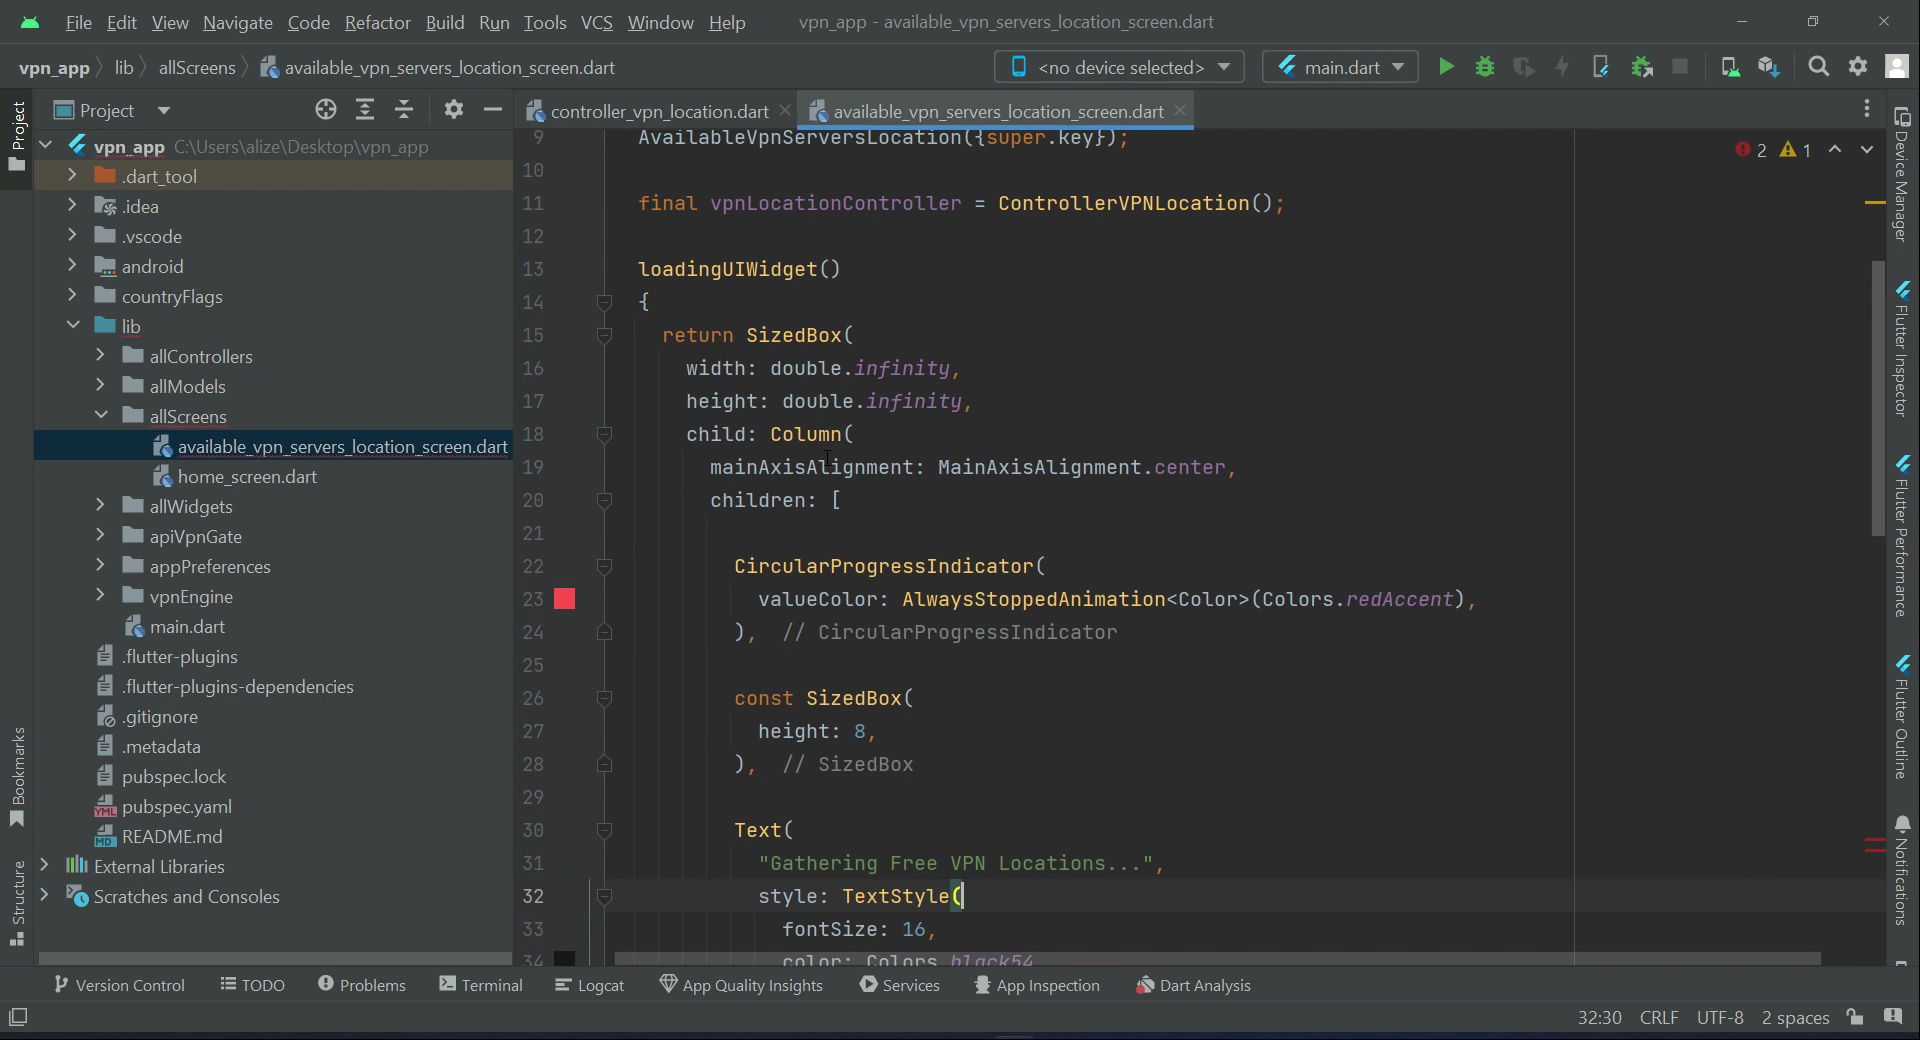 File Edit View Navigate Code Refactor Build Run Tools VCS Window Help vpn_app - available_vpn_servers_location_screen.dart
vpn_app lib allScreens available_vpn_servers_location_screen.dart <no device selected> main.dart
Project
controller_vpn_location.dart available_vpn_servers_location_screen.dart
vpn_app C:\Users\alize\Desktop\vpn_app
.dart_tool
.idea
.vscode
android
countryFlags
lib
allControllers
allModels
allScreens
available_vpn_servers_location_screen.dart
home_screen.dart
allWidgets
apiVpnGate
appPreferences
vpnEngine
main.dart
.flutter-plugins
.flutter-plugins-dependencies
.gitignore
.metadata
pubspec.lock
pubspec.yaml
README.md
External Libraries
Scratches and Consoles
Project
Bookmarks
Structure
2 1
9 AvailableVpnServersLocation({super.key});
10
11 final vpnLocationController = ControllerVPNLocation();
12
13 loadingUIWidget()
14 {
15 return SizedBox(
16 width: double.infinity,
17 height: double.infinity,
18 child: Column(
19 mainAxisAlignment: MainAxisAlignment.center,
20 children: [
21
22 CircularProgressIndicator(
23 valueColor: AlwaysStoppedAnimation<Color>(Colors.redAccent),
24 ), // CircularProgressIndicator
25
26 const SizedBox(
27 height: 8,
28 ), // SizedBox
29
30 Text(
31 "Gathering Free VPN Locations...",
32 style: TextStyle(
33 fontSize: 16,
34 color: Colors.black54
Device Manager
Flutter Inspector
Flutter Performance
Flutter Outline
Notifications
Version Control TODO Problems Terminal Logcat App Quality Insights Services App Inspection Dart Analysis
32:30 CRLF UTF-8 2 spaces